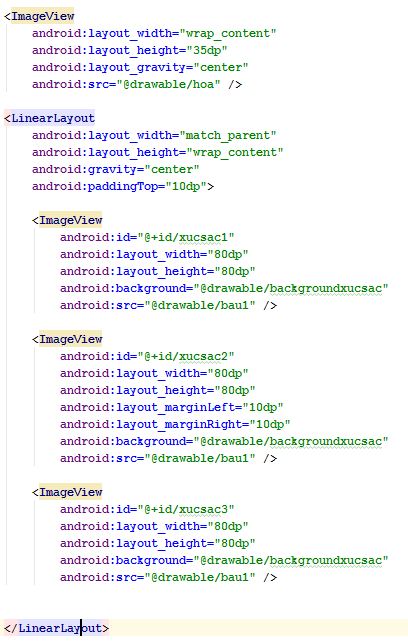 <ImageView
android:layout_width="wrap_content"
android:layout_height="35dp"
android:layout_gravity="center"
android:src="@drawable/hoa" />
<LinearLayout
android:layout_width="match_parent"
android:layout_height="wrap_content"
android:gravity="center"
android:paddingTop="10dp">
<ImageView
android:id="@+id/xucsac1"
android:layout_width="80dp"
android:layout_height="80dp"
android:background="@drawable/backgroundxucsac"
android:src="@drawable/bau1" />
<ImageView
android:id="@+id/xucsac2"
android:layout_width="80dp"
android:layout_height="80dp"
android:layout_marginLeft="10dp"
android:layout_marginRight="10dp"
android:background="@drawable/backgroundxucsac"
android:src="@drawable/bau1" />
<ImageView
android:id="@+id/xucsac3"
android:layout_width="80dp"
android:layout_height="80dp"
android:background="@drawable/backgroundxucsac"
android:src="@drawable/bau1" />
</LinearLayout>